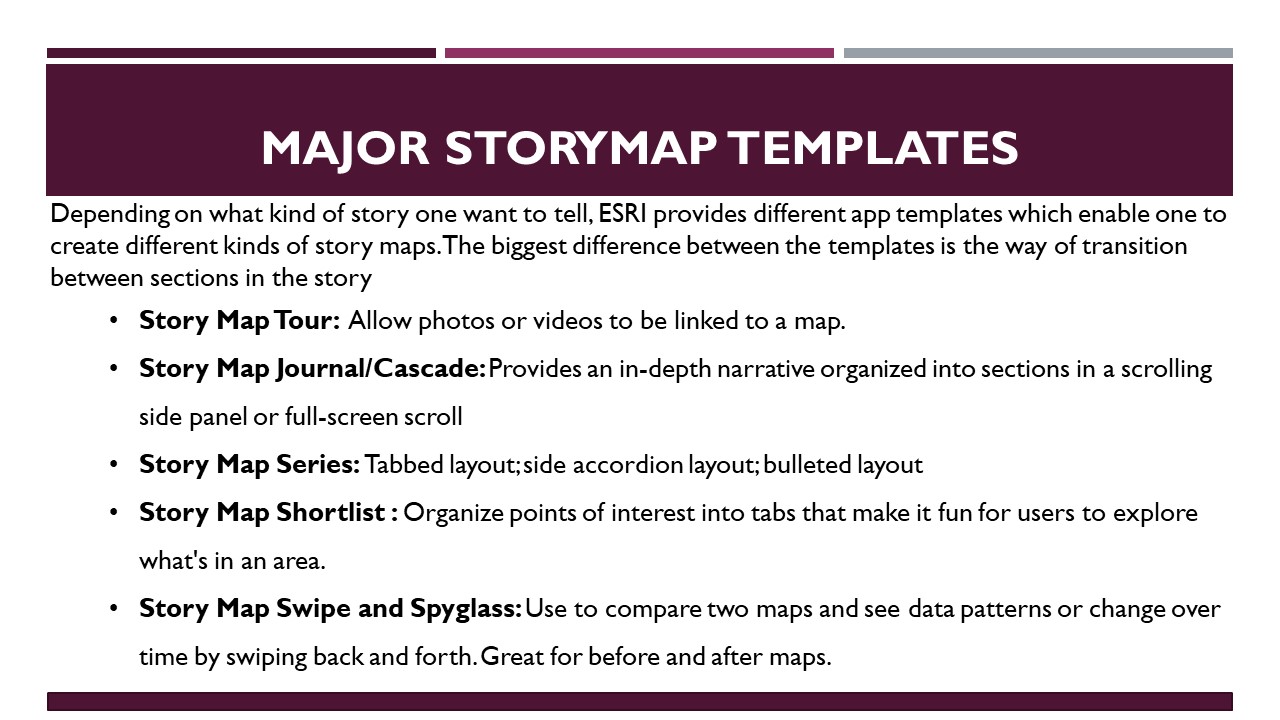 MAJOR STORYMAP TEMPLATES
Depending on what kind of story one want to tell, ESRI provides different app templates which enable one to
create different kinds of story maps. The biggest difference between the templates is the way of transition
between sections in the story
• Story Map Tour: Allow photos or videos to be linked to a map.
• Story Map Journal/Cascade: Provides an in-depth narrative organized into sections in a scrolling
side panel or full-screen scroll
• Story Map Series: Tabbed layout; side accordion layout; bulleted layout
• Story Map Shortlist : Organize points of interest into tabs that make it fun for users to explore
what's in an area.
• Story Map Swipe and Spyglass: Use to compare two maps and see data patterns or change over
time by swiping back and forth. Great for before and after maps.